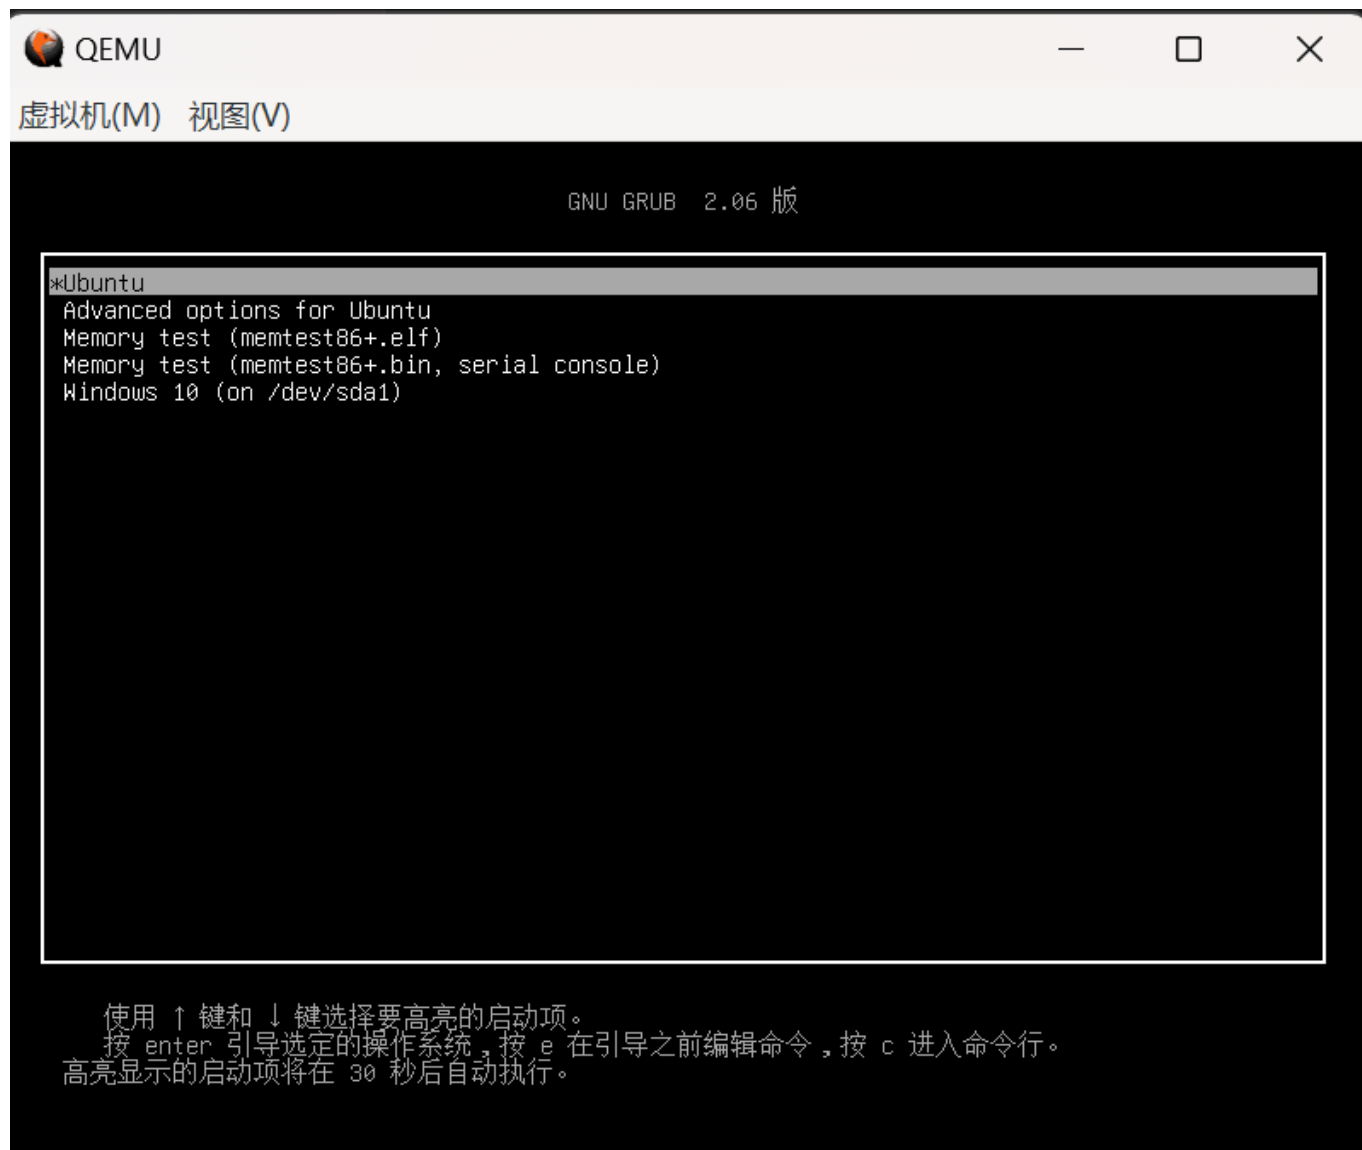 QEMU
虚拟机(M) 视图(V)
GNU GRUB 2.06 版
*Ubuntu
Advanced options for Ubuntu
Memory test (memtest86+.elf)
Memory test (memtest86+.bin, serial console)
Windows 10 (on /dev/sda1)
使用 ↑ 键和 ↓ 键选择要高亮的启动项。
按 enter 引导选定的操作系统，按 e 在引导之前编辑命令，按 c 进入命令行。
高亮显示的启动项将在 30 秒后自动执行。